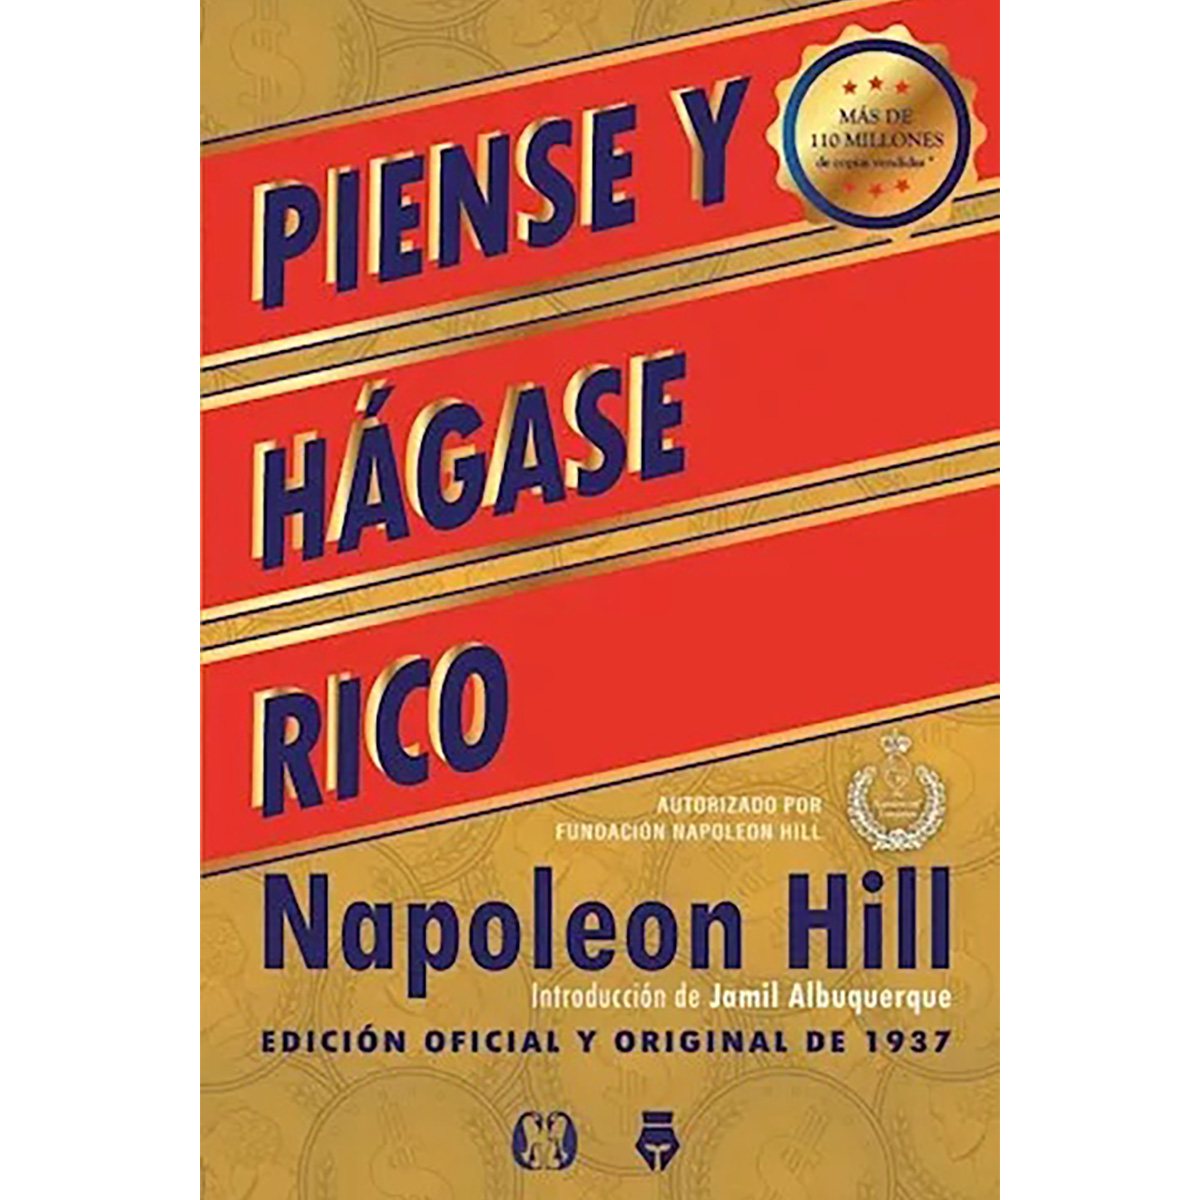 PIENSE Y
MÁS DE
110 MILLONES
de copias vendidas *
HÁGASE
RICO
AUTORIZADO POR
FUNDACIÓN NAPOLEON HILL
Napoleon Hill
Introducción de Jamil Albuquerque
EDICIÓN OFICIAL Y ORIGINAL DE 1937